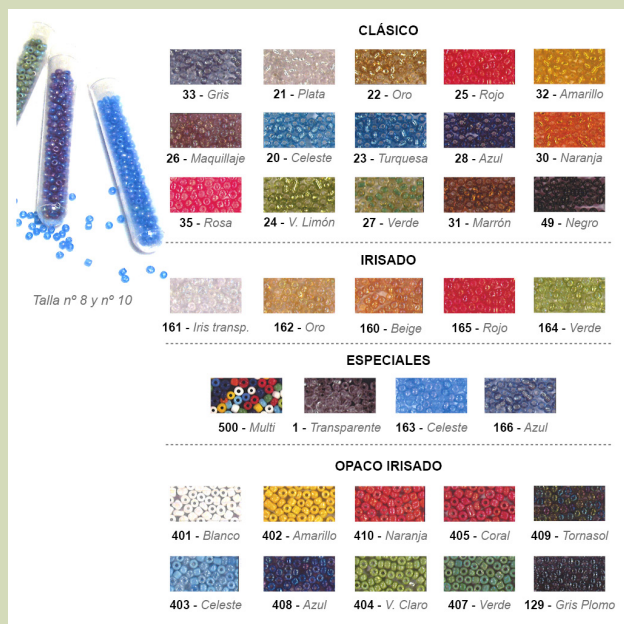 CLÁSICO
33 - Gris
21 - Plata
22 - Oro
25 - Rojo
32 - Amarillo
26 - Maquillaje
20 - Celeste
23 - Turquesa
28 - Azul
30 - Naranja
35 - Rosa
24 - V. Limón
27 - Verde
31 - Marrón
49 - Negro
Talla nº 8 y nº 10
IRISADO
161 - Iris transp.
162 - Oro
160 - Beige
165 - Rojo
164 - Verde
ESPECIALES
500 - Multi
1 - Transparente
163 - Celeste
166 - Azul
OPACO IRISADO
401 - Blanco
402 - Amarillo
410 - Naranja
405 - Coral
409 - Tornasol
403 - Celeste
408 - Azul
404 - V. Claro
407 - Verde
129 - Gris Plomo